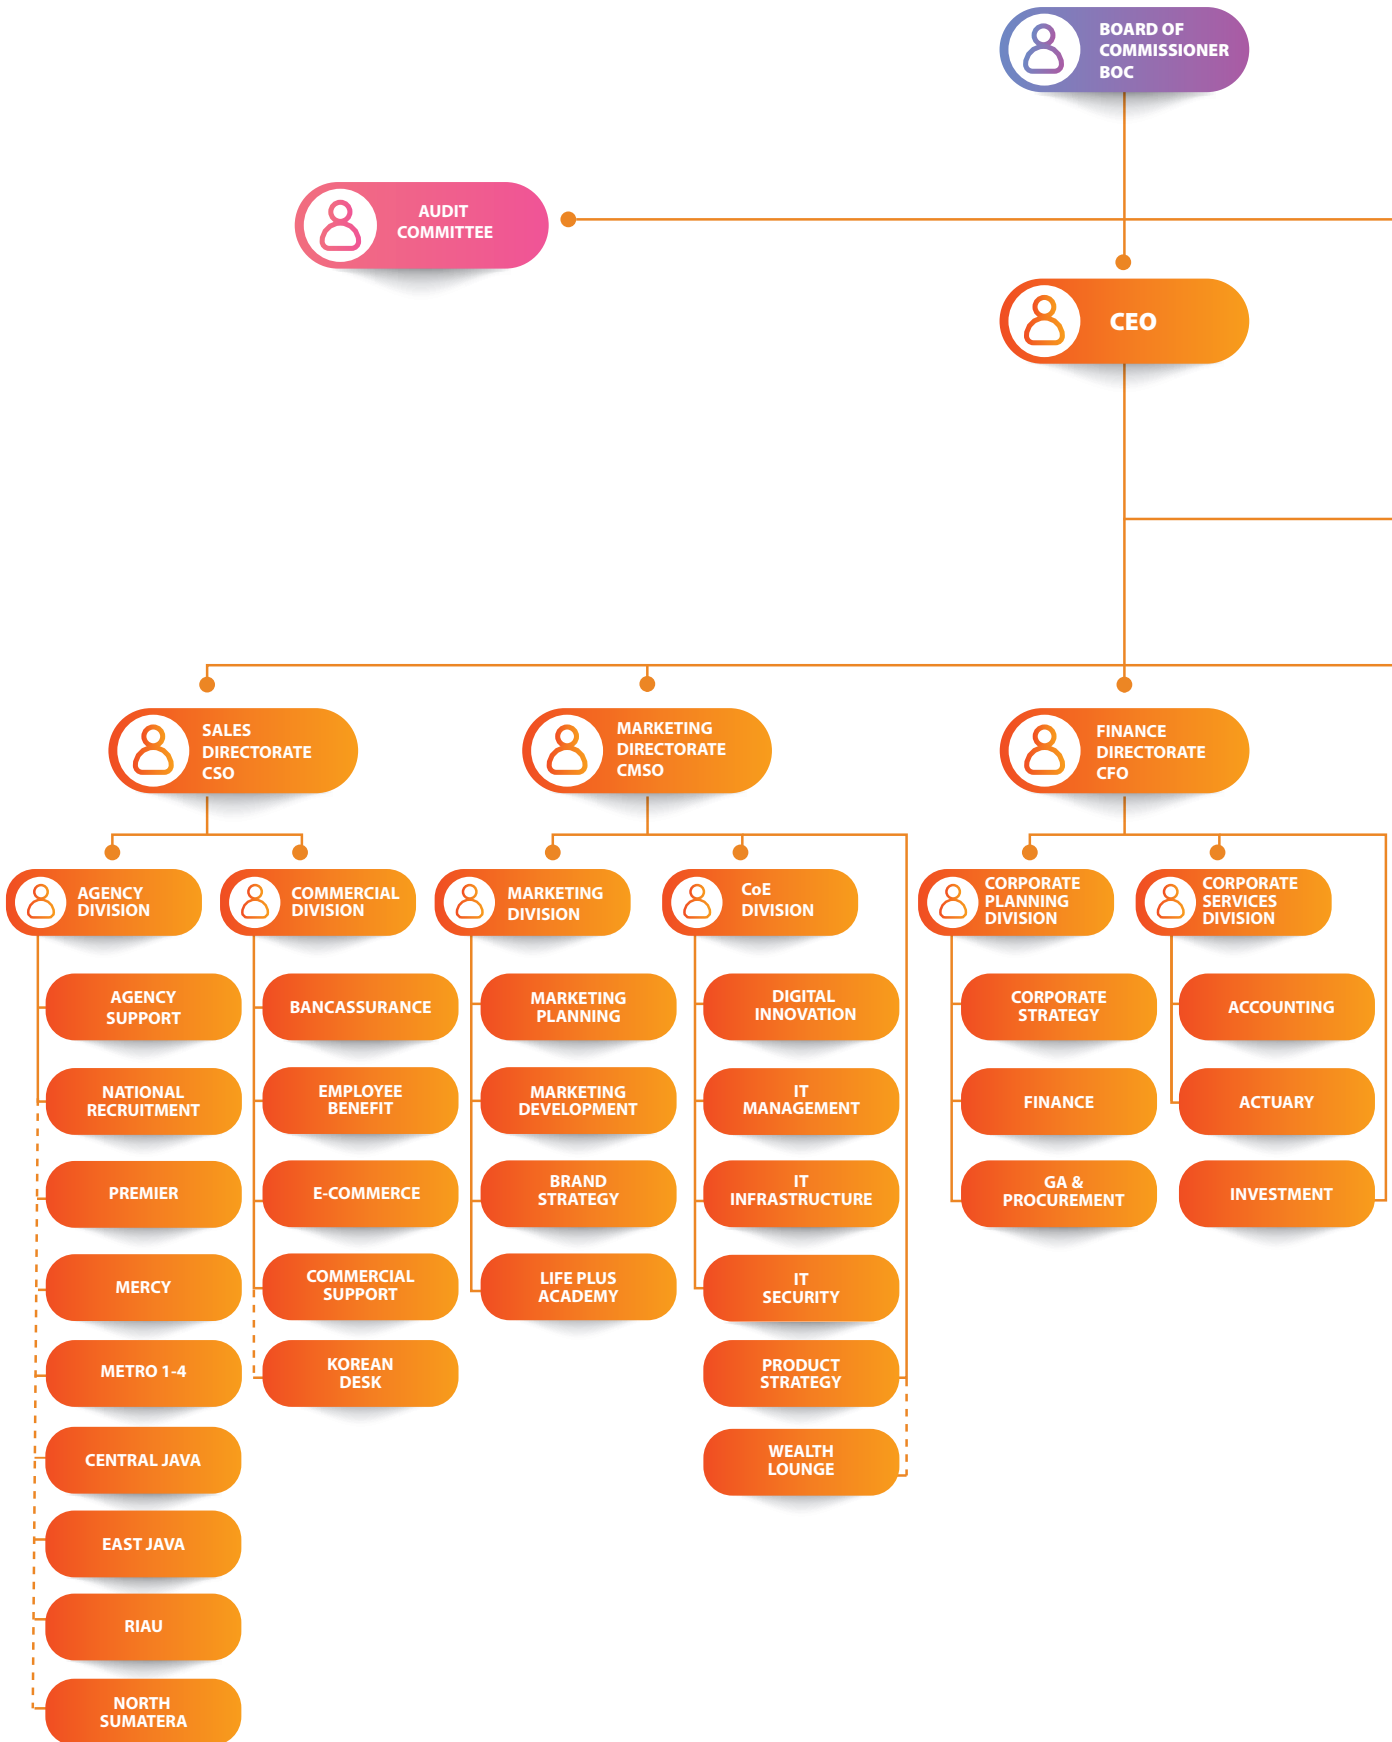 BOARD OF
COMMISSIONER
BOC
AUDIT
COMMITTEE
CEO
SALES
DIRECTORATE
CSO
MARKETING
DIRECTORATE
CMSO
FINANCE
DIRECTORATE
CFO
AGENCY
DIVISION
COMMERCIAL
DIVISION
MARKETING
DIVISION
CoE
DIVISION
CORPORATE
PLANNING
DIVISION
CORPORATE
SERVICES
DIVISION
AGENCY
SUPPORT
NATIONAL
RECRUITMENT
PREMIER
MERCY
METRO 1-4
CENTRAL JAVA
EAST JAVA
RIAU
NORTH
SUMATERA
BANCASSURANCE
EMPLOYEE
BENEFIT
E-COMMERCE
COMMERCIAL
SUPPORT
KOREAN
DESK
MARKETING
PLANNING
MARKETING
DEVELOPMENT
BRAND
STRATEGY
LIFE PLUS
ACADEMY
DIGITAL
INNOVATION
IT
MANAGEMENT
IT
INFRASTRUCTURE
IT
SECURITY
PRODUCT
STRATEGY
WEALTH
LOUNGE
CORPORATE
STRATEGY
FINANCE
GA &
PROCUREMENT
ACCOUNTING
ACTUARY
INVESTMENT